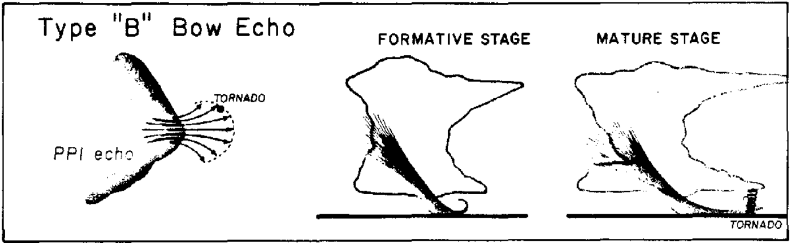 Type "B" Bow Echo
TORNADO
PPI echo
FORMATIVE STAGE
MATURE STAGE
TORNADO